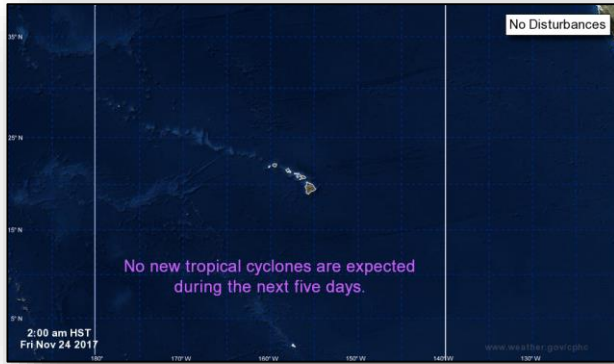 No Disturbances
35° N
25° N
15° N
No new tropical cyclones are expected
during the next five days.
5° N
2:00 am HST
Fri Nov 24 2017
www.weather.gov/cphc
180° 170° W 160° W 150° W 140° W 130° W